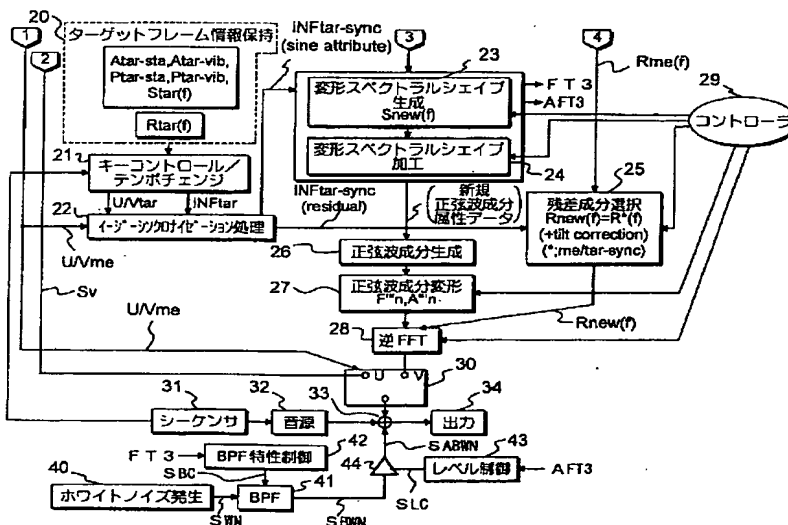 20
1
2
ターゲットフレーム情報保持
Atar-sta,Atar-vib,
Ptar-sta,Ptar-vib,
Star(f)
Rtar(f)
iNFtar-sync
(sine attribute)
3
23
変形スペクトラルシェイプ
生成
Snew(f)
変形スペクトラルシェイプ
加工
24
FT3
AFT3
4
Rme(f)
29
コントローラ
21
キーコントロール/
テンポチェンジ
U/Vtar
INFtar
22
イージーシンクロナイゼーション処理
U/Vme
Sv
U/Vme
INFtar-sync
(residual)
新規
正弦波成分
属性データ
25
残差成分選択
Rnew(f)=R*(f)
(+tilt correction)
(*;me/tar-sync)
26
正弦波成分生成
27
正弦波成分変形
28
逆FFT
Rnew(f)
U
V
30
31
シーケンサ
32
音源
33
34
出力
FT3
BPF特性制御
42
SBC
40
ホワイトノイズ発生
SWN
BPF
41
SBWN
44
SABWN
SLC
43
レベル制御
AFT3